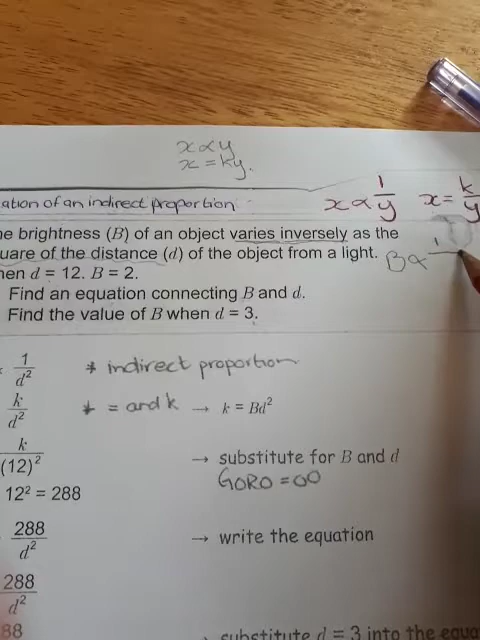 x ∝ y
x = ky.
ation of an indirect proportion x ∝ 1/y x = k/y
he brightness (B) of an object varies inversely as the
uare of the distance (d) of the object from a light. B ∝ 1
hen d = 12. B = 2.
Find an equation connecting B and d.
Find the value of B when d = 3.
∝ 1/d² * indirect proportion
k/d² * = and k → k = Bd²
k/(12)² → substitute for B and d
GORO = OO
12² = 288
288/d² → write the equation
288/d²
88 → substitute d = 3 into the equa